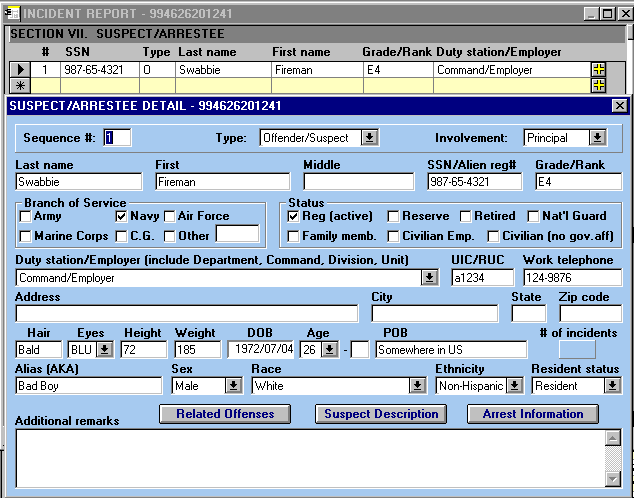 INCIDENT REPORT - 994626201241
SECTION VII. SUSPECT/ARRESTEE
# SSN Type Last name First name Grade/Rank Duty station/Employer
1 987-65-4321 O Swabbie Fireman E4 Command/Employer
SUSPECT/ARRESTEE DETAIL - 994626201241
Sequence #: 1 Type: Offender/Suspect Involvement: Principal
Last name First Middle SSN/Alien reg# Grade/Rank
Swabbie Fireman 987-65-4321 E4
Branch of Service Status
Army Navy Air Force Reg (active) Reserve Retired Nat'l Guard
Marine Corps C.G. Other Family memb. Civilian Emp. Civilian (no gov.aff)
Duty station/Employer (include Department, Command, Division, Unit) UIC/RUC Work telephone
Command/Employer a1234 124-9876
Address City State Zip code
Hair Eyes Height Weight DOB Age POB # of incidents
Bald BLU 72 185 1972/07/04 26 - Somewhere in US
Alias (AKA) Sex Race Ethnicity Resident status
Bad Boy Male White Non-Hispanic Resident
Additional remarks Related Offenses Suspect Description Arrest Information